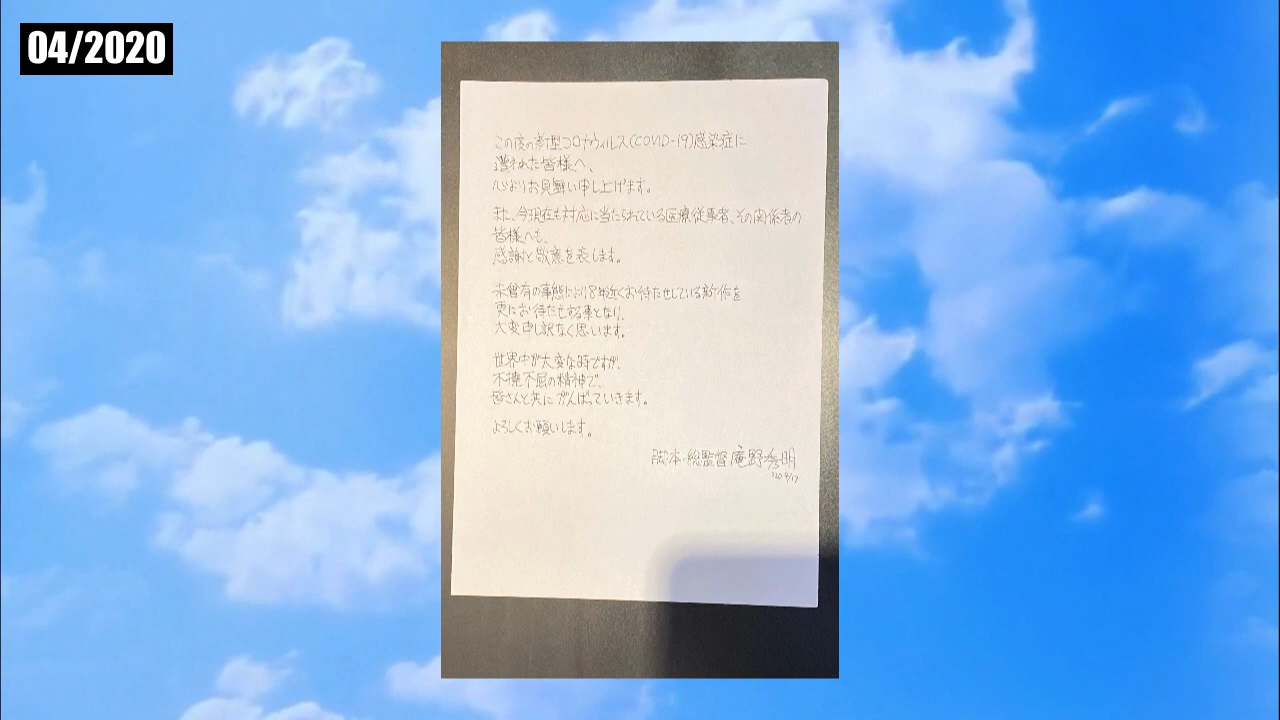 04/2020
この度の新型コロナウィルス(COVID-19)感染症に
遭われた皆様へ、
心よりお見舞い申し上げます。
又、今現在も対応に当たられている医療従事者、その関係者の
皆様へも、
感謝と敬意を表します。
未曾有の事態により8年近くお待たせしている新作を
更にお待たせする事となり、
大変申し訳なく思います。
世界中が大変な時ですが、
不撓不屈の精神で、
皆さんと共にがんばっていきます。
よろしくお願いします。
脚本・総監督 庵野秀明